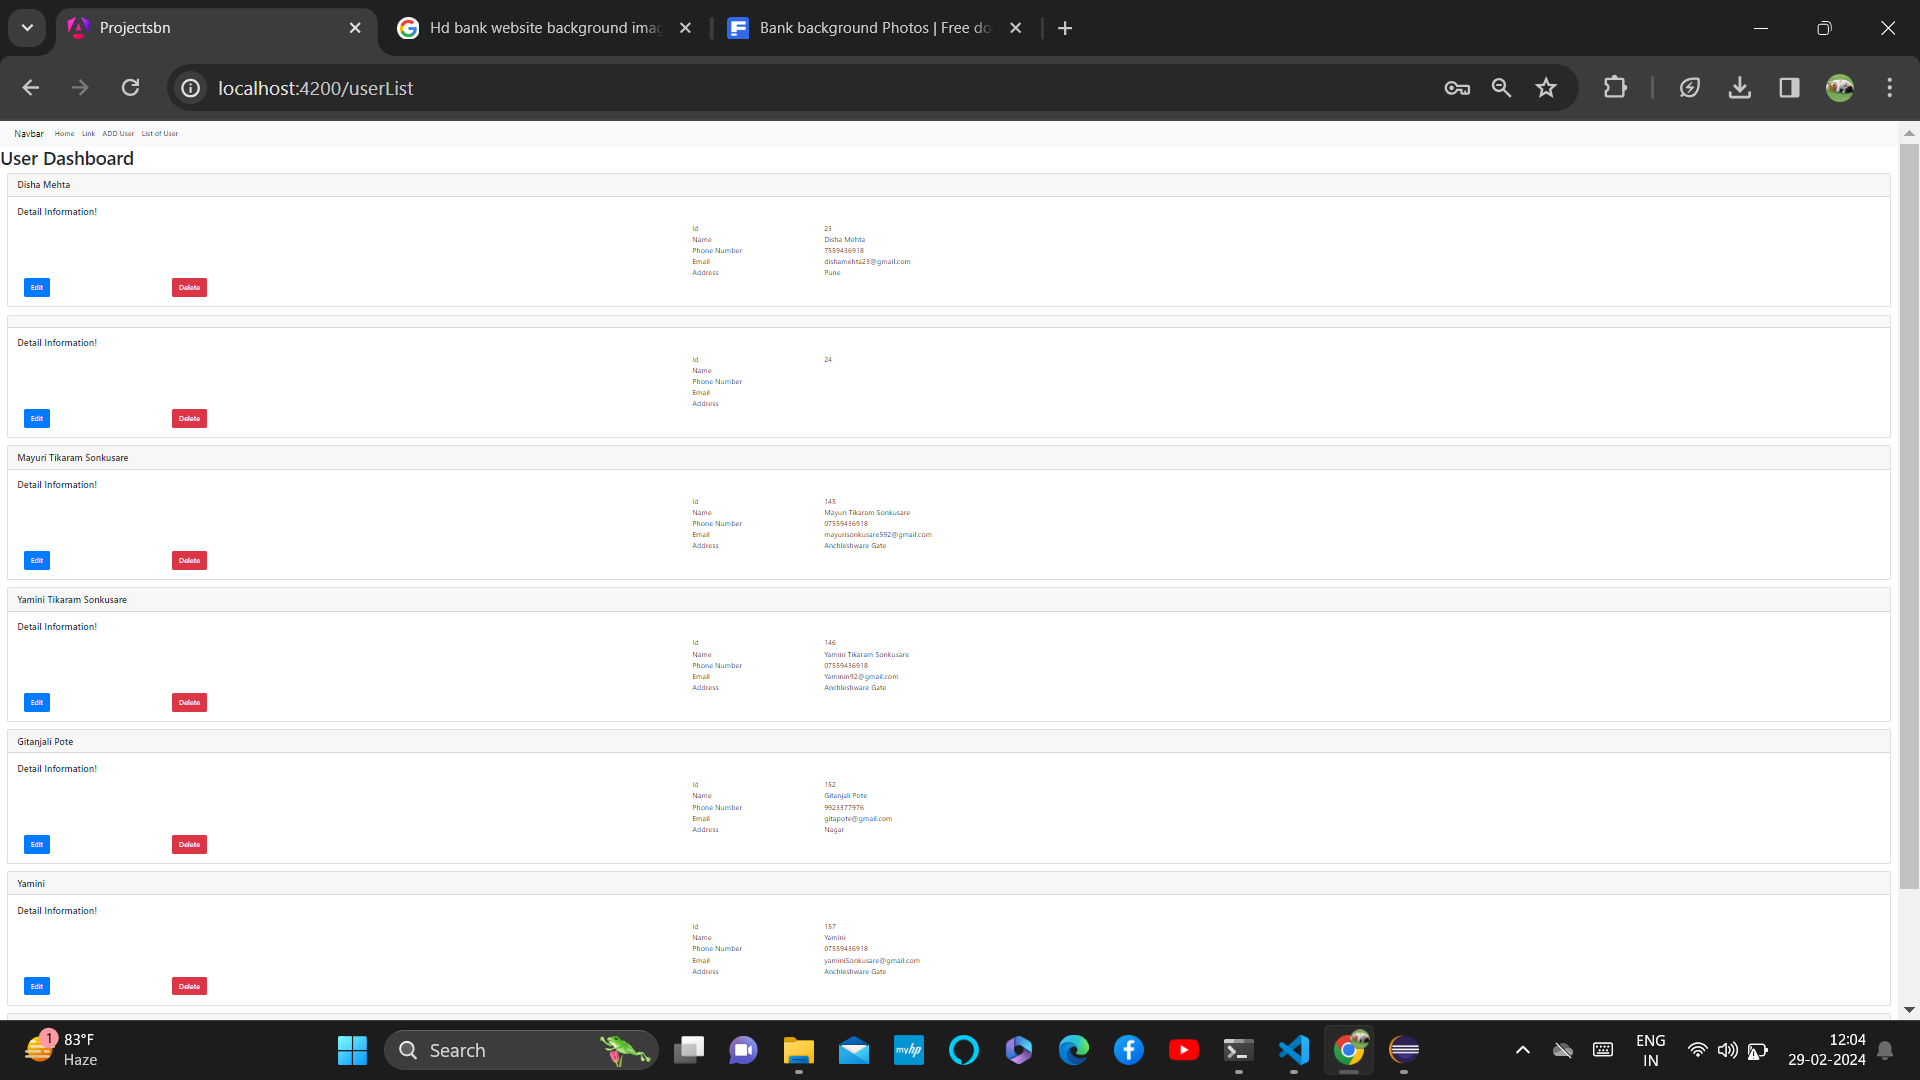 Projectsbn
Hd bank website background imag
Bank background Photos | Free do
localhost:4200/userList
Navbar Home Link ADD User List of User
User Dashboard
Disha Mehta
Detail Information!
Id 23
Name Disha Mehta
Phone Number 7559436918
Email dishamehta23@gmail.com
Address Pune
Edit Delete
Detail Information!
Id 24
Name
Phone Number
Email
Address
Edit Delete
Mayuri Tikaram Sonkusare
Detail Information!
Id 145
Name Mayuri Tikaram Sonkusare
Phone Number 07559436918
Email mayurisonkusare592@gmail.com
Address Anchleshware Gate
Edit Delete
Yamini Tikaram Sonkusare
Detail Information!
Id 146
Name Yamini Tikaram Sonkusare
Phone Number 07559436918
Email Yaminin92@gmail.com
Address Anchleshware Gate
Edit Delete
Gitanjali Pote
Detail Information!
Id 152
Name Gitanjali Pote
Phone Number 9923377976
Email gitapote@gmail.com
Address Nagar
Edit Delete
Yamini
Detail Information!
Id 157
Name Yamini
Phone Number 07559436918
Email yaminiSonkusare@gmail.com
Address Anchleshware Gate
Edit Delete
1
83°F
Haze
Search
myhp
ENG
IN
12:04
29-02-2024